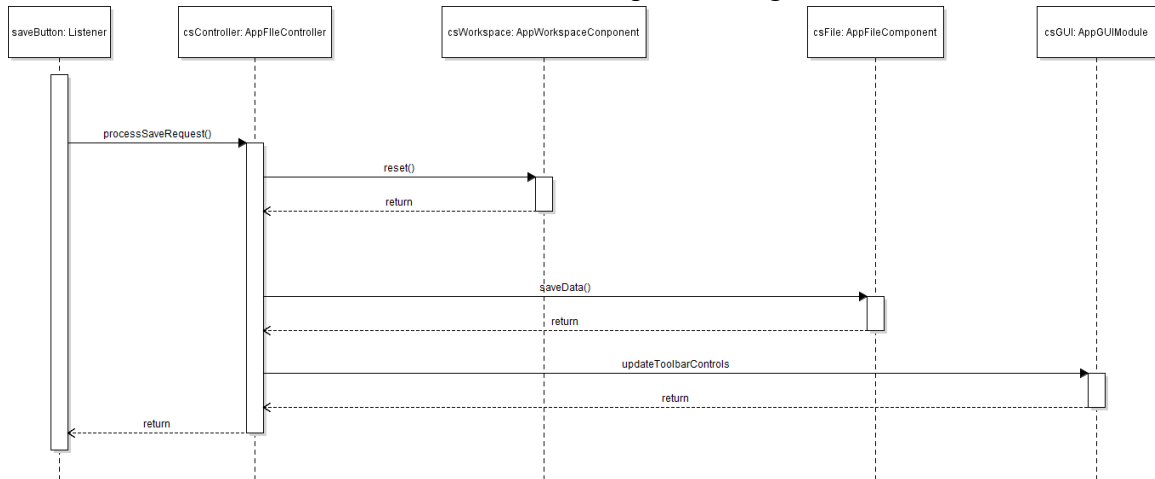 saveButton: Listener
csController: AppFIleController
csWorkspace: AppWorkspaceConponent
csFile: AppFileComponent
csGUI: AppGUIModule
processSaveRequest()
reset()
return
saveData()
return
updateToolbarControls
return
return